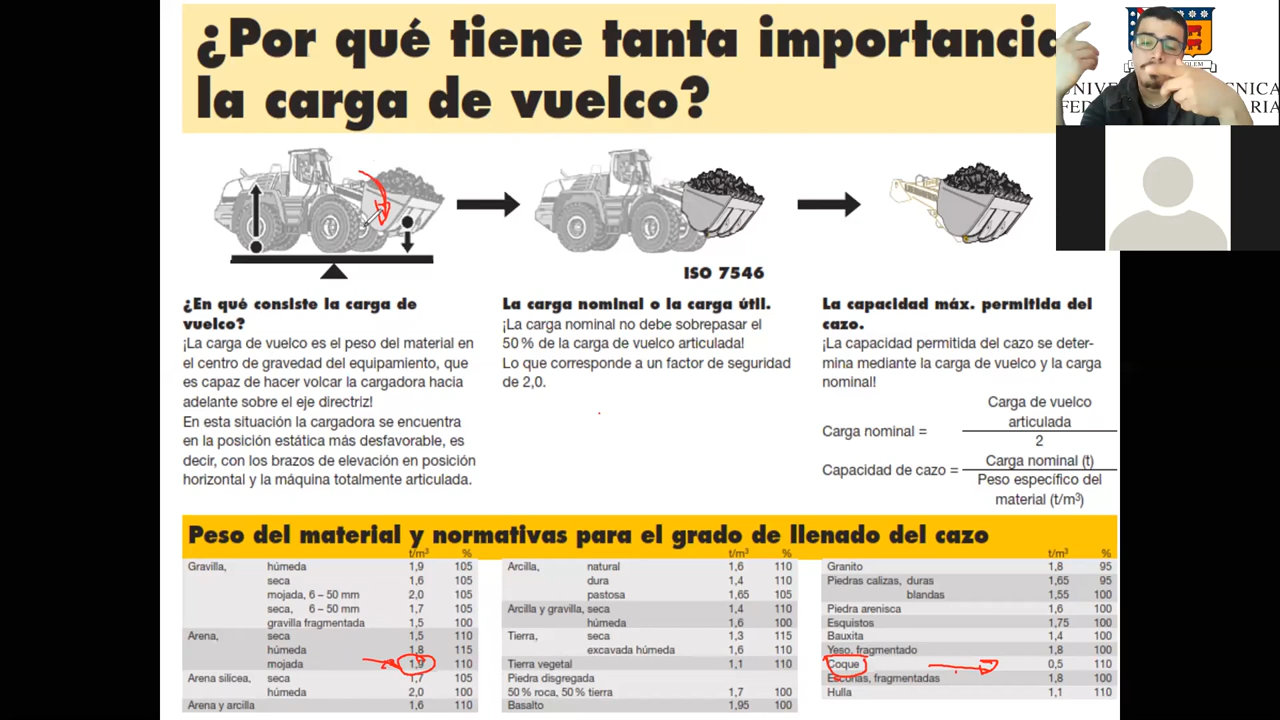 ¿Por qué tiene tanta importancia
la carga de vuelco?
ISO 7546
¿En qué consiste la carga de
vuelco?
¡La carga de vuelco es el peso del material en
el centro de gravedad del equipamiento, que
es capaz de hacer volcar la cargadora hacia
adelante sobre el eje directriz!
En esta situación la cargadora se encuentra
en la posición estática más desfavorable, es
decir, con los brazos de elevación en posición
horizontal y la máquina totalmente articulada.
La carga nominal o la carga útil.
¡La carga nominal no debe sobrepasar el
50 % de la carga de vuelco articulada!
Lo que corresponde a un factor de seguridad
de 2,0.
La capacidad máx. permitida del
cazo.
¡La capacidad permitida del cazo se deter-
mina mediante la carga de vuelco y la carga
nominal!
Carga nominal = Carga de vuelco
articulada
2
Capacidad de cazo = Carga nominal (t)
Peso específico del
material (t/m³)
Peso del material y normativas para el grado de llenado del cazo
t/m³ %
Gravilla, húmeda 1,9 105
seca 1,6 105
mojada, 6 – 50 mm 2,0 105
seca, 6 – 50 mm 1,7 105
gravilla fragmentada 1,5 100
Arena, seca 1,5 110
húmeda 1,8 115
mojada 1,9 110
Arena silícea, seca 1,7 105
húmeda 2,0 100
Arena y arcilla 1,6 110
t/m³ %
Arcilla, natural 1,6 110
dura 1,4 110
pastosa 1,65 105
Arcilla y gravilla, seca 1,4 110
húmeda 1,6 100
Tierra, seca 1,3 115
excavada húmeda 1,6 110
Tierra vegetal 1,1 110
Piedra disgregada
50 % roca, 50 % tierra 1,7 100
Basalto 1,95 100
t/m³ %
Granito 1,8 95
Piedras calizas, duras 1,65 95
blandas 1,55 100
Piedra arenisca 1,6 100
Esquistos 1,75 100
Bauxita 1,4 100
Yeso, fragmentado 1,8 100
Coque 0,5 110
Escorias, fragmentadas 1,8 100
Hulla 1,1 110